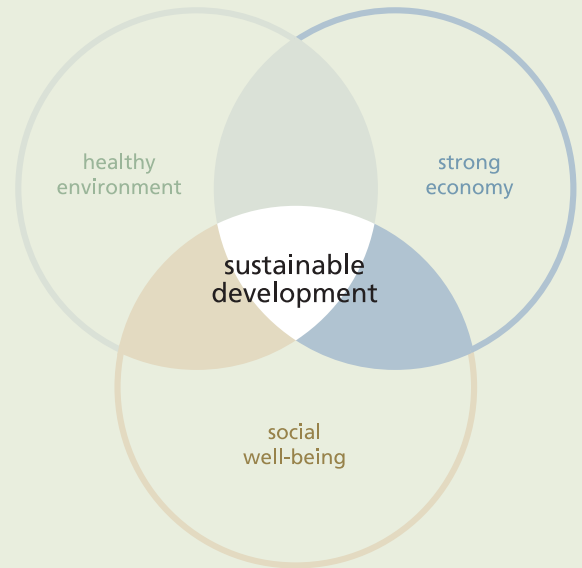 healthy
environment
strong
economy
sustainable
development
social
well-being